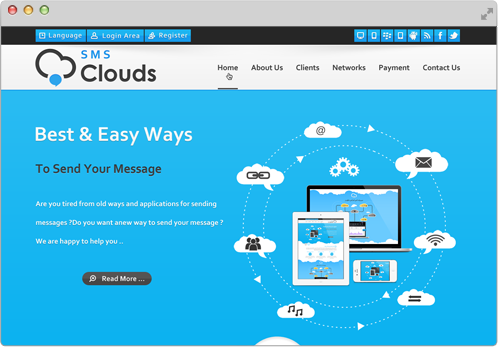 Language
Login Area
Register
SMS
Clouds
Home
About Us
Clients
Networks
Payment
Contact Us
Best & Easy Ways
To Send Your Message
Are you tired from old ways and applications for sending
messages ?Do you want anew way to send your message ?
We are happy to help you ..
Read More ...
@